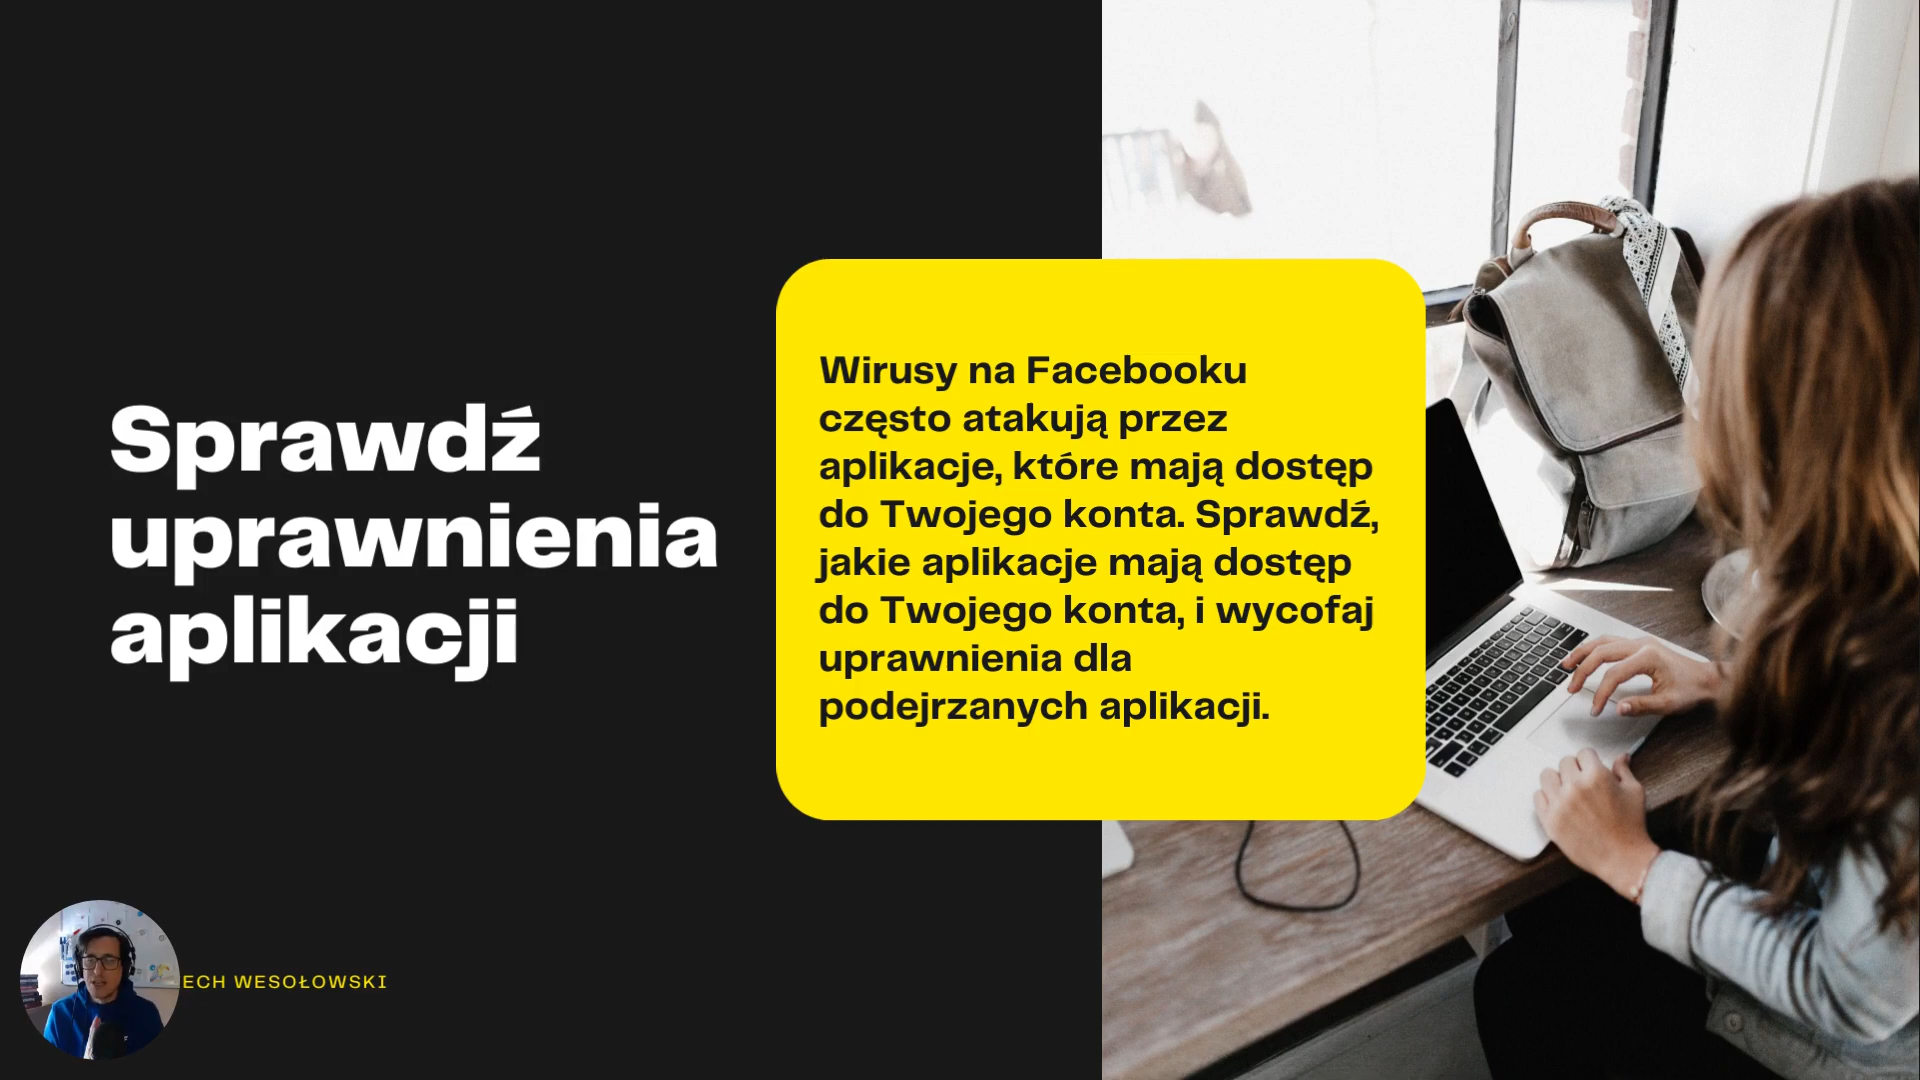 Sprawdź
uprawnienia
aplikacji
Wirusy na Facebooku
często atakują przez
aplikacje, które mają dostęp
do Twojego konta. Sprawdź,
jakie aplikacje mają dostęp
do Twojego konta, i wycofaj
uprawnienia dla
podejrzanych aplikacji.
ECH WESOŁOWSKI